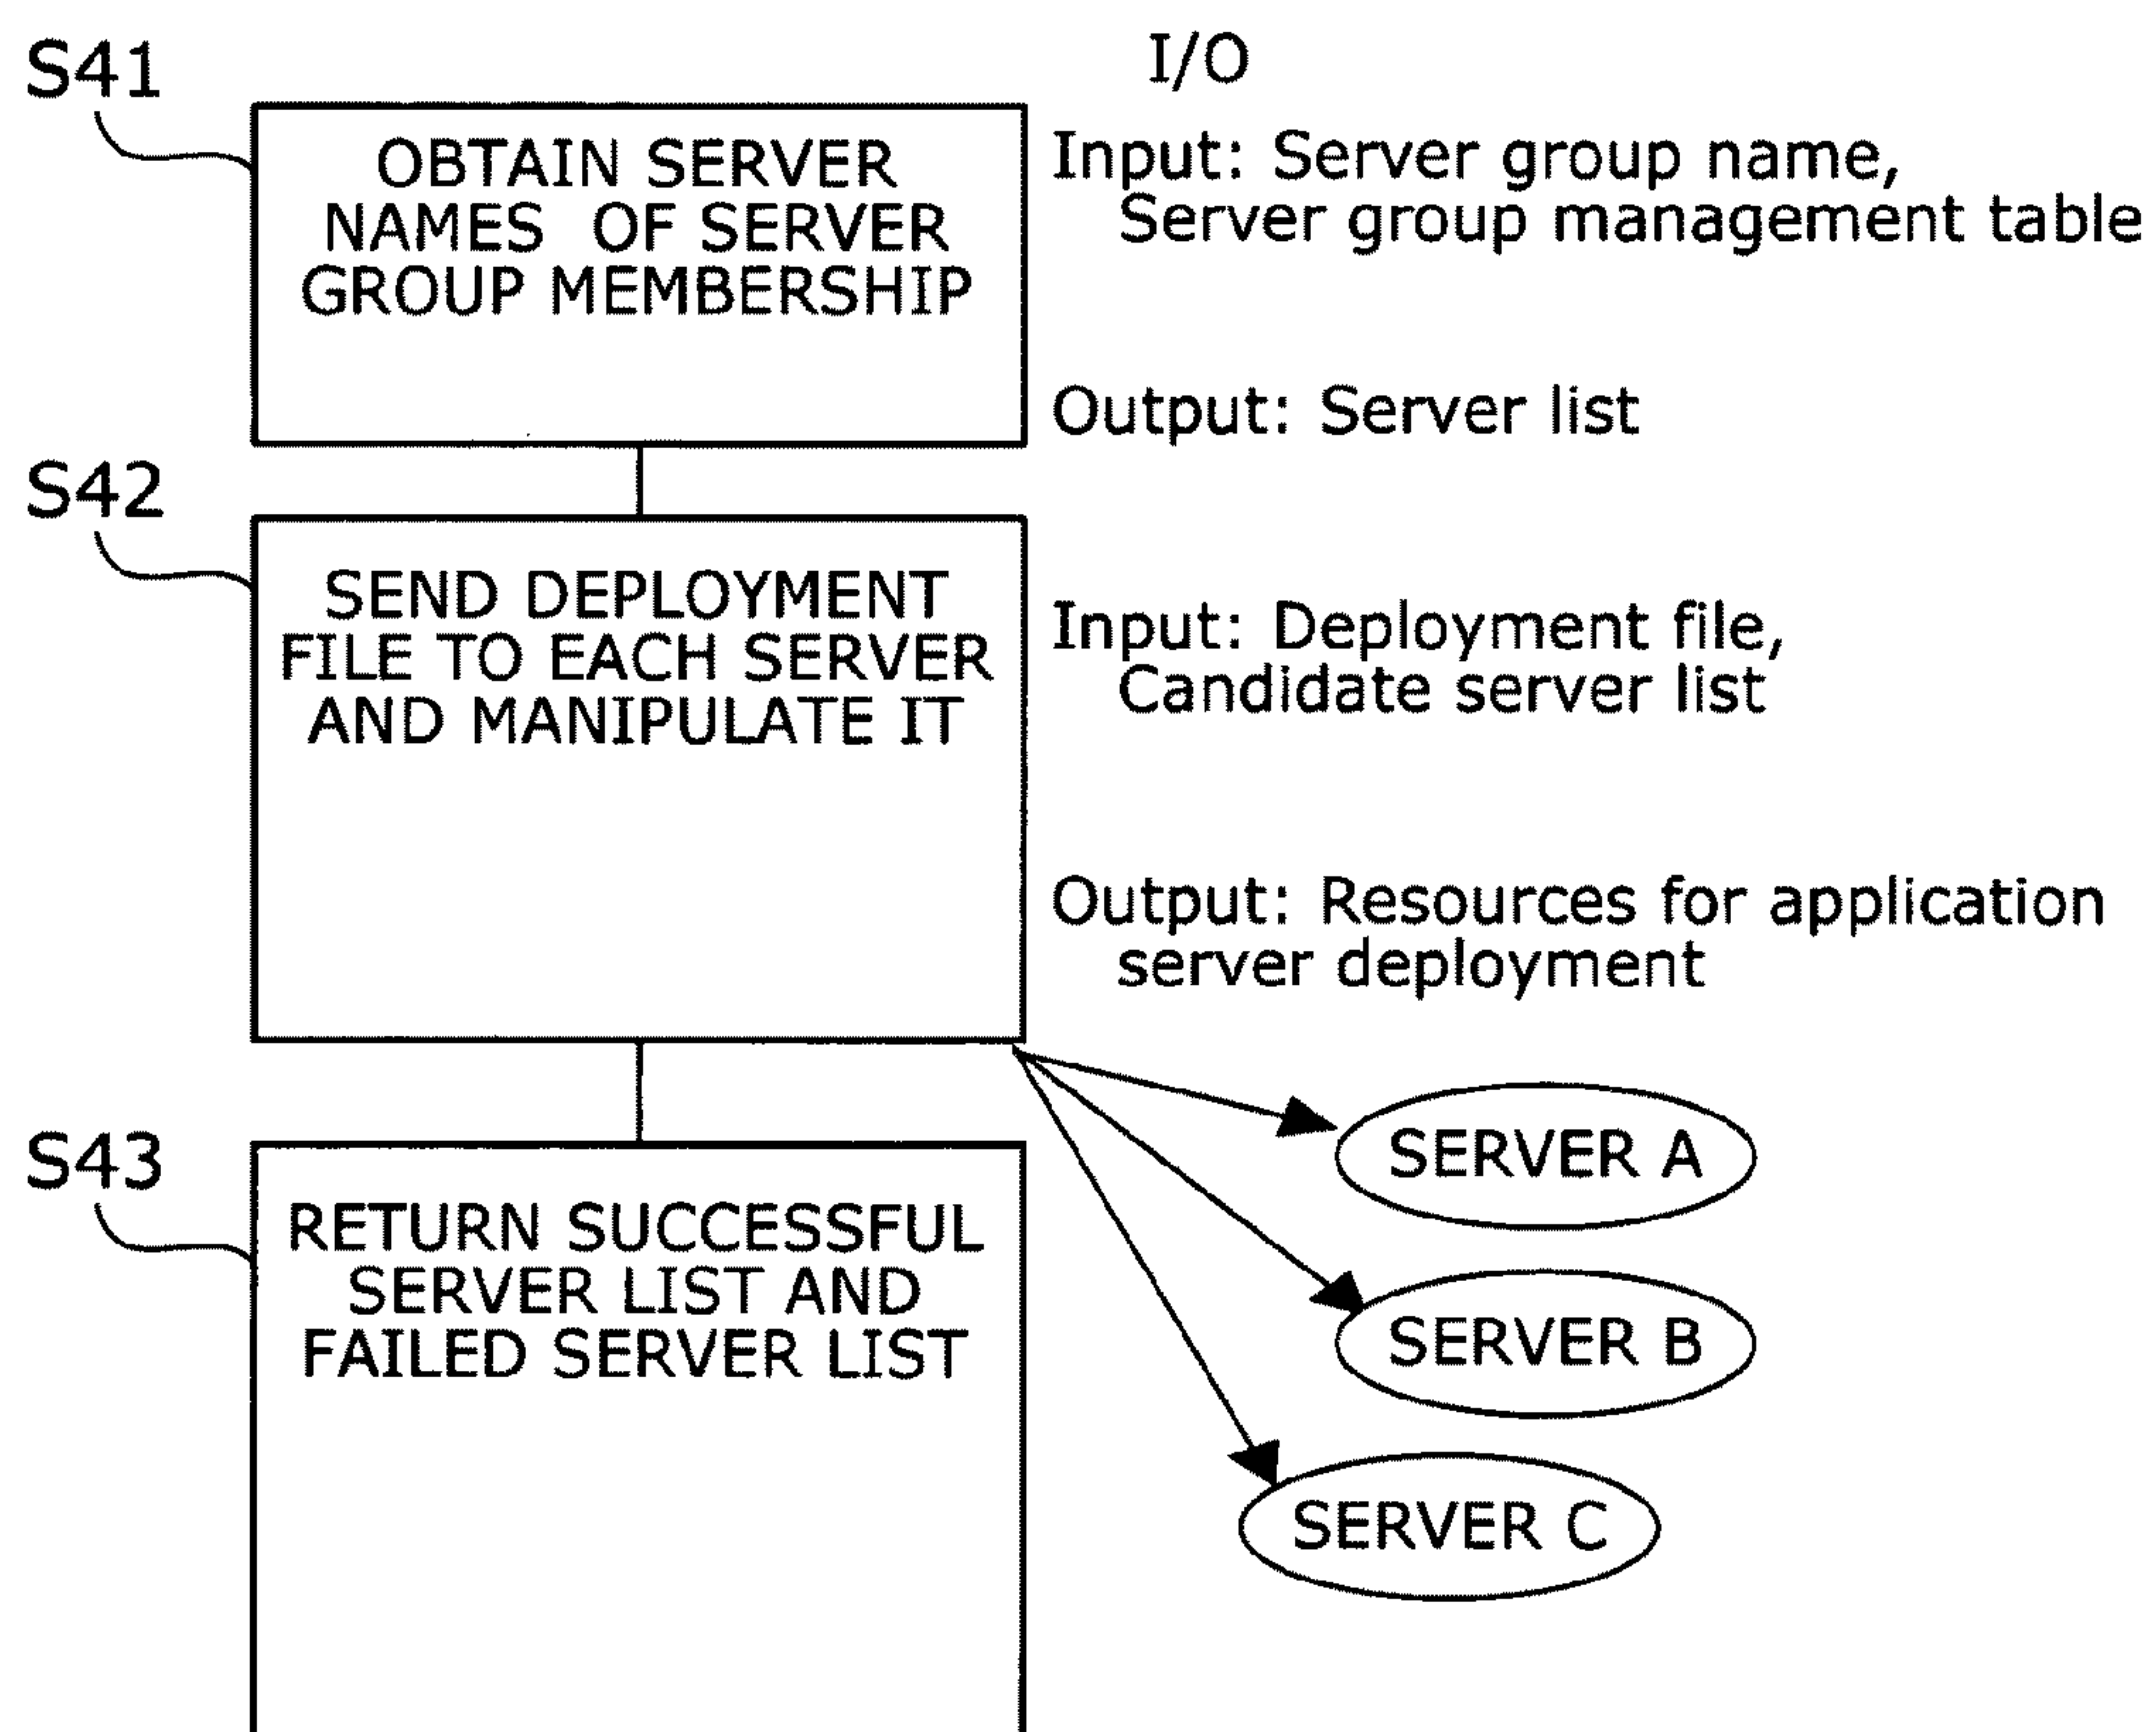 I/O
S41
OBTAIN SERVER
NAMES OF SERVER
GROUP MEMBERSHIP
Input: Server group name,
Server group management table
Output: Server list
S42
SEND DEPLOYMENT
FILE TO EACH SERVER
AND MANIPULATE IT
Input: Deployment file,
Candidate server list
Output: Resources for application
server deployment
SERVER A
SERVER B
SERVER C
S43
RETURN SUCCESSFUL
SERVER LIST AND
FAILED SERVER LIST